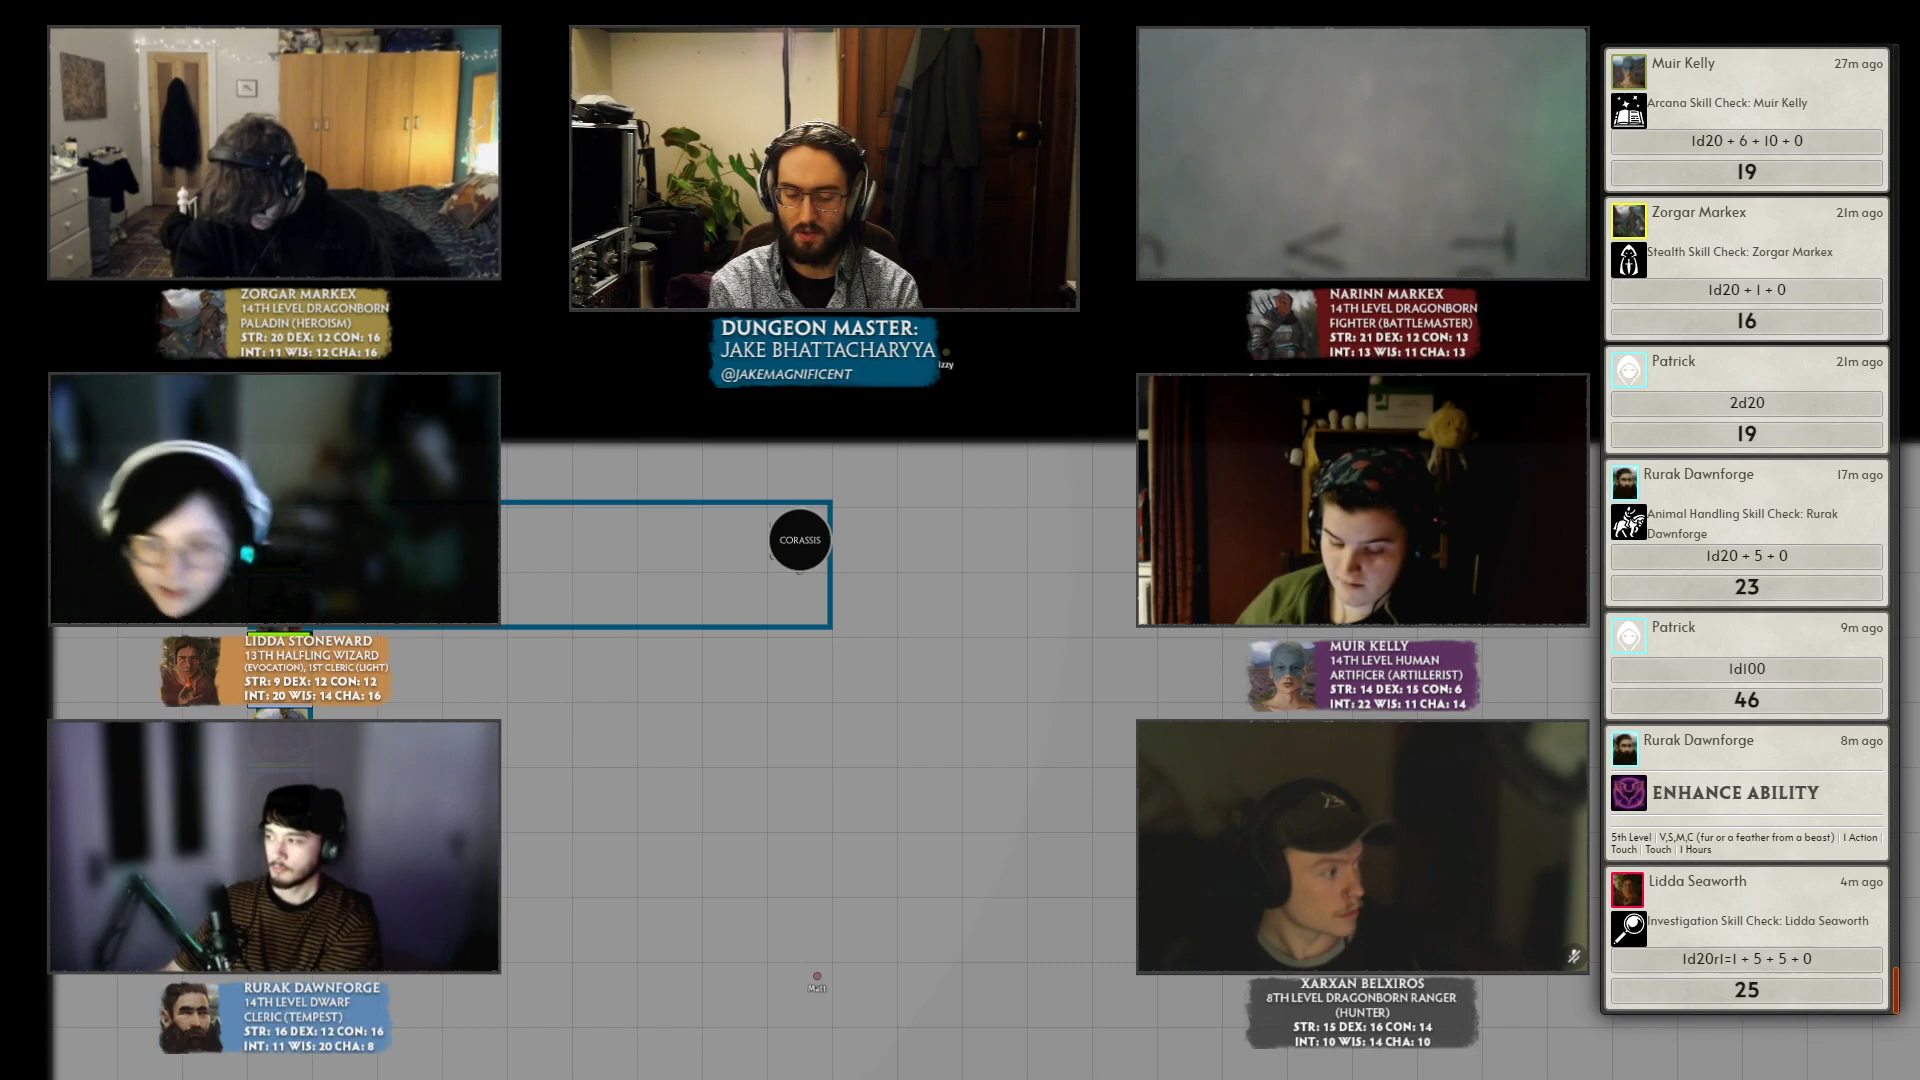 ZORGAR MARKEX
14TH LEVEL DRAGONBORN
PALADIN (HEROISM)
STR: 20 DEX: 12 CON: 16
INT: 11 WIS: 12 CHA: 16
DUNGEON MASTER:
JAKE BHATTACHARYYA
@JAKEMAGNIFICENT
izzy
NARINN MARKEX
14TH LEVEL DRAGONBORN
FIGHTER (BATTLEMASTER)
STR: 21 DEX: 12 CON: 13
INT: 13 WIS: 11 CHA: 13
CORASSIS
LIDDA STONEWARD
13TH HALFLING WIZARD
(EVOCATION), 1ST CLERIC (LIGHT)
STR: 9 DEX: 12 CON: 12
INT: 20 WIS: 14 CHA: 16
MUIR KELLY
14TH LEVEL HUMAN
ARTIFICER (ARTILLERIST)
STR: 14 DEX: 15 CON: 6
INT: 22 WIS: 11 CHA: 14
Matt
RURAK DAWNFORGE
14TH LEVEL DWARF
CLERIC (TEMPEST)
STR: 16 DEX: 12 CON: 16
INT: 11 WIS: 20 CHA: 8
XARXAN BELXIROS
8TH LEVEL DRAGONBORN RANGER
(HUNTER)
STR: 15 DEX: 16 CON: 14
INT: 10 WIS: 14 CHA: 10
Muir Kelly 27m ago
Arcana Skill Check: Muir Kelly
1d20 + 6 + 10 + 0
19
Zorgar Markex 21m ago
Stealth Skill Check: Zorgar Markex
1d20 + 1 + 0
16
Patrick 21m ago
2d20
19
Rurak Dawnforge 17m ago
Animal Handling Skill Check: Rurak
Dawnforge
1d20 + 5 + 0
23
Patrick 9m ago
1d100
46
Rurak Dawnforge 8m ago
ENHANCE ABILITY
5th Level | V,S,M,C (fur or a feather from a beast) | 1 Action |
Touch | Touch | 1 Hours
Lidda Seaworth 4m ago
Investigation Skill Check: Lidda Seaworth
1d20r1=1 + 5 + 5 + 0
25